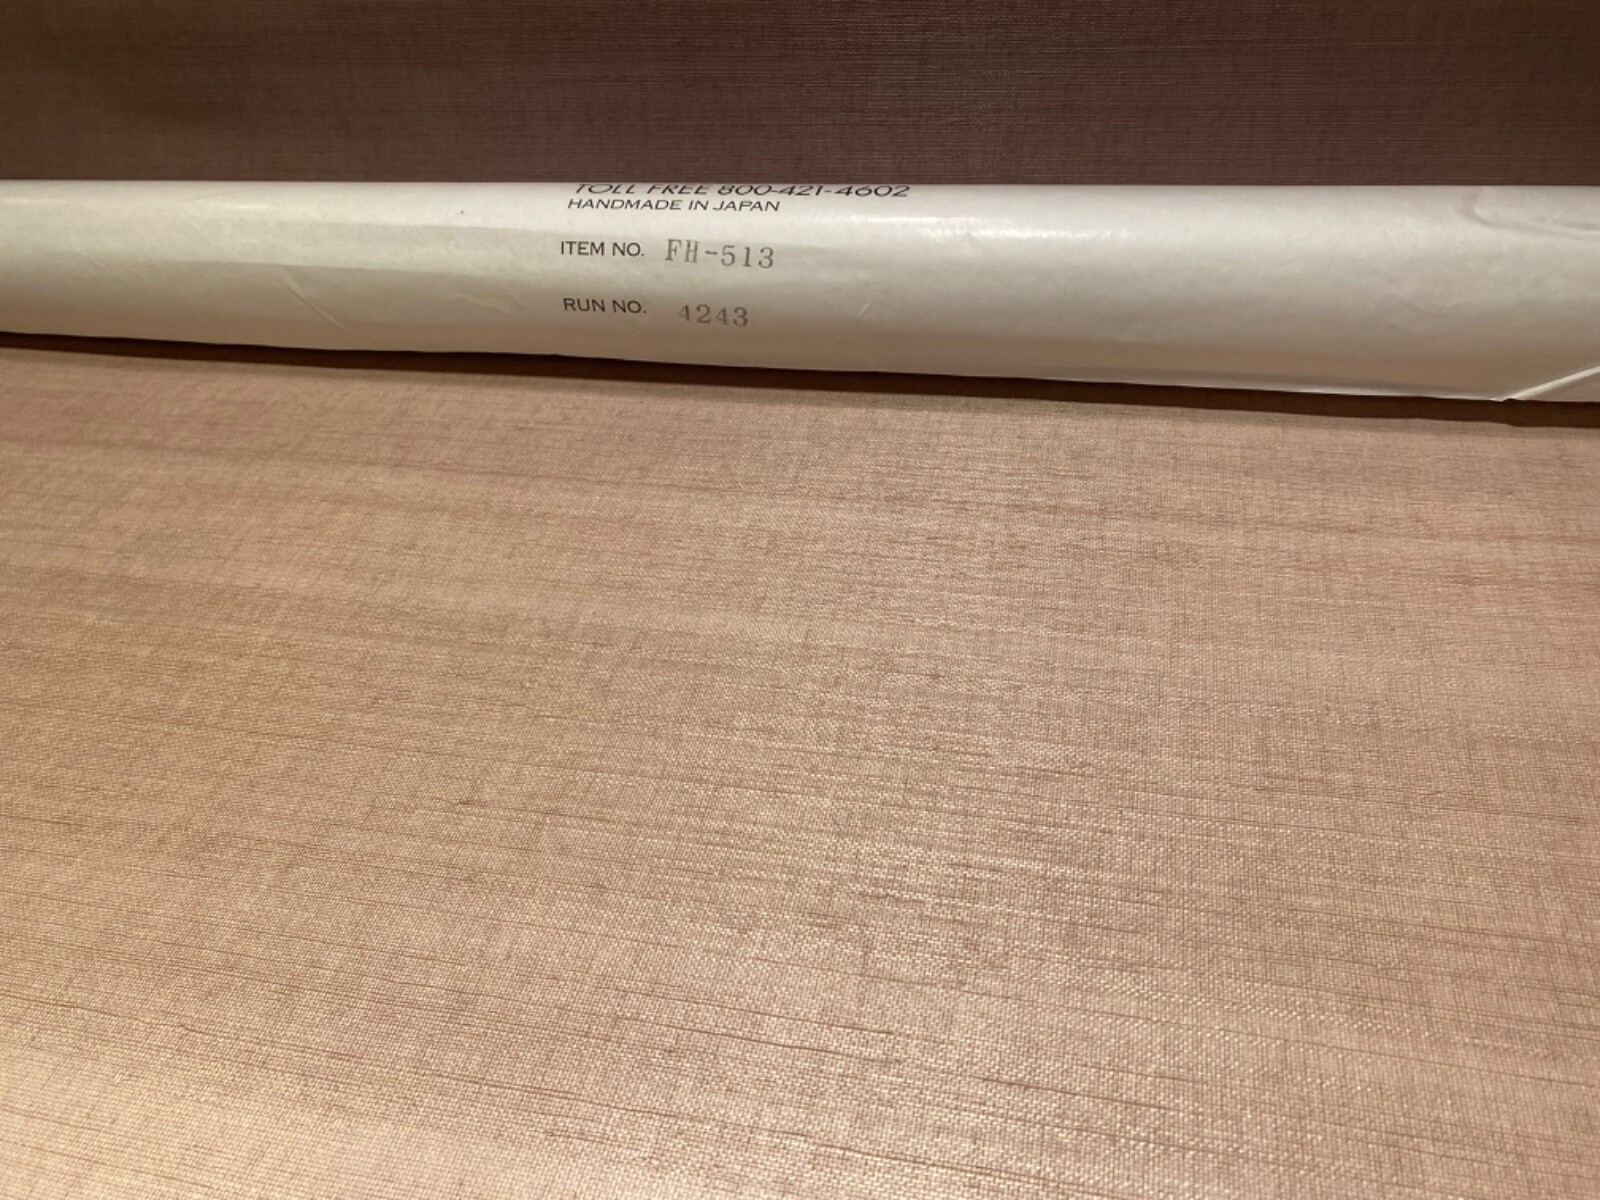 TOLL FREE 800-421-4602
HANDMADE IN JAPAN
ITEM NO. FH-513
RUN NO. 4243